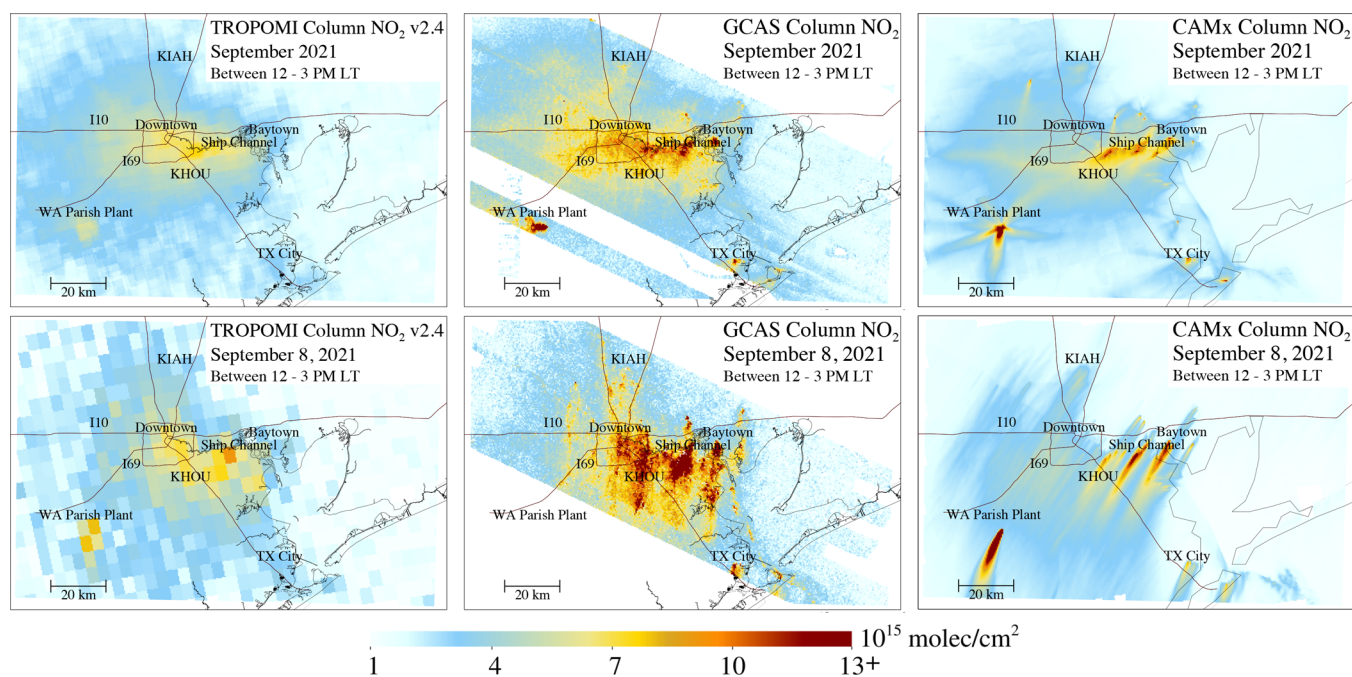 TROPOMI Column NO₂ v2.4
September 2021
Between 12 - 3 PM LT
KIAH
I10
Downtown
Baytown
Ship Channel
I69
KHOU
WA Parish Plant
TX City
20 km
GCAS Column NO₂
September 2021
Between 12 - 3 PM LT
KIAH
I10
Downtown
Baytown
Ship Channel
I69
KHOU
WA Parish Plant
TX City
20 km
CAMx Column NO₂
September 2021
Between 12 - 3 PM LT
KIAH
I10
Downtown
Baytown
Ship Channel
I69
KHOU
WA Parish Plant
TX City
20 km
TROPOMI Column NO₂ v2.4
September 8, 2021
Between 12 - 3 PM LT
KIAH
I10
Downtown
Baytown
Ship Channel
I69
KHOU
WA Parish Plant
TX City
20 km
GCAS Column NO₂
September 8, 2021
Between 12 - 3 PM LT
KIAH
I10
Downtown
Baytown
Ship Channel
I69
KHOU
WA Parish Plant
TX City
20 km
CAMx Column NO₂
September 8, 2021
Between 12 - 3 PM LT
KIAH
I10
Downtown
Baytown
Ship Channel
I69
KHOU
WA Parish Plant
TX City
20 km
10¹⁵ molec/cm²
1 4 7 10 13+